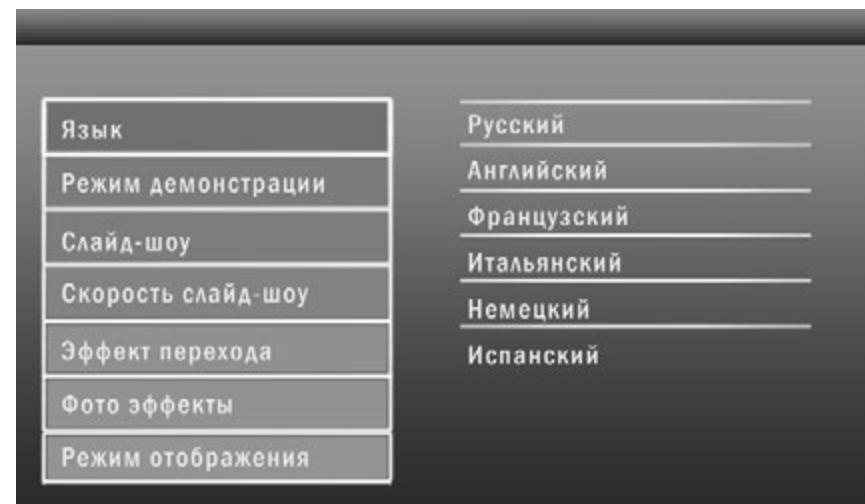 Язык
Режим демонстрации
Слайд-шоу
Скорость слайд-шоу
Эффект перехода
Фото эффекты
Режим отображения
Русский
Английский
Французский
Итальянский
Немецкий
Испанский